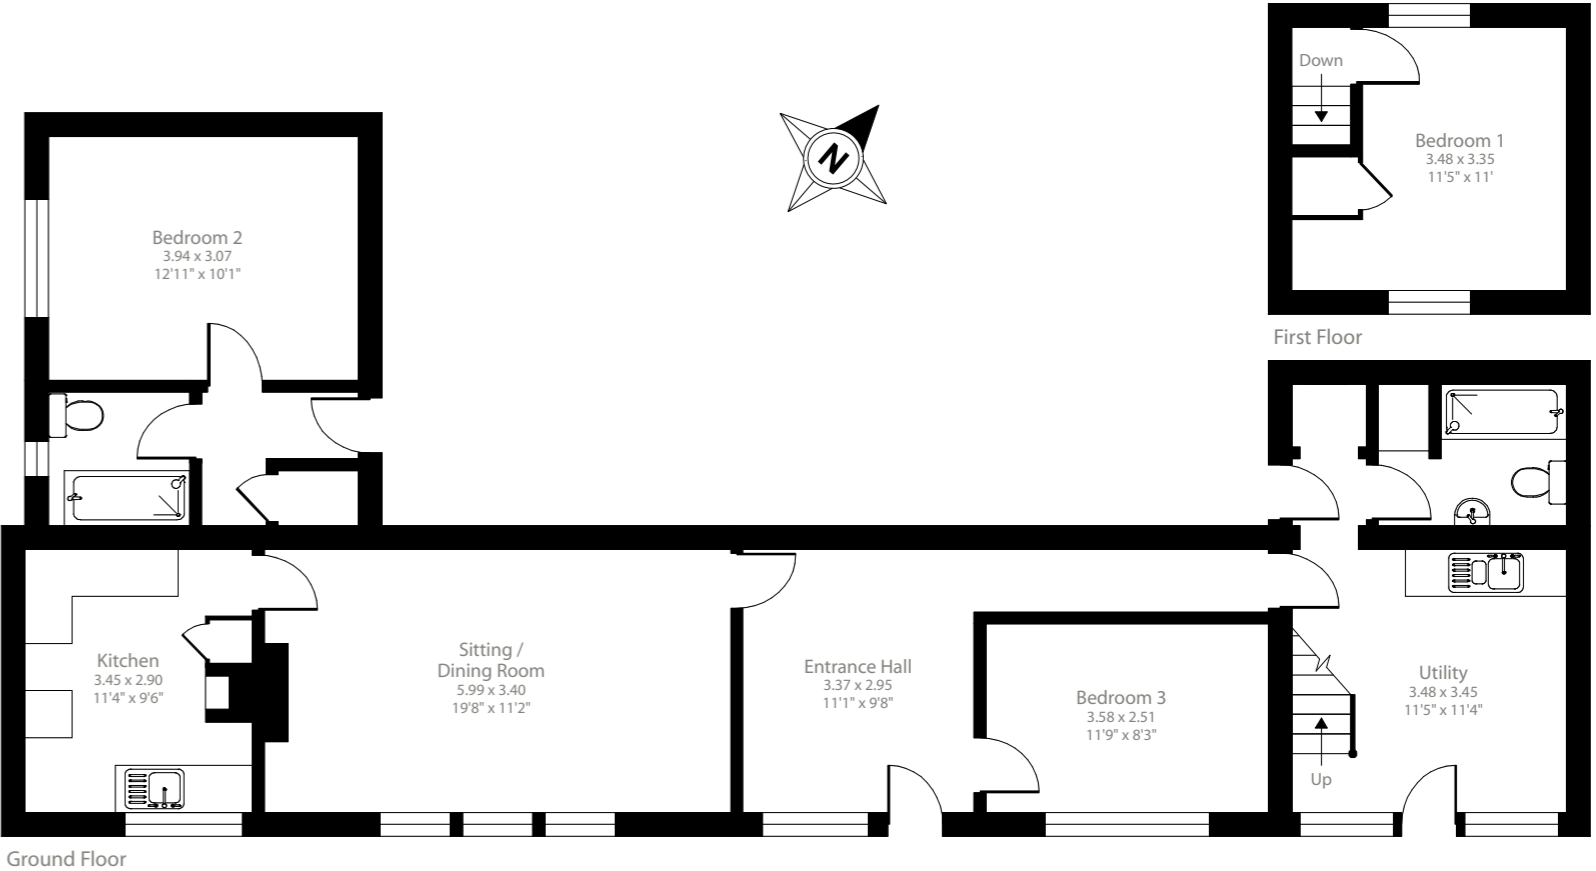 Down
Bedroom 1
3.48 x 3.35
11'5" x 11'
First Floor
N
Bedroom 2
3.94 x 3.07
12'11" x 10'1"
Kitchen
3.45 x 2.90
11'4" x 9'6"
Sitting /
Dining Room
5.99 x 3.40
19'8" x 11'2"
Entrance Hall
3.37 x 2.95
11'1" x 9'8"
Bedroom 3
3.58 x 2.51
11'9" x 8'3"
Utility
3.48 x 3.45
11'5" x 11'4"
Up
Ground Floor